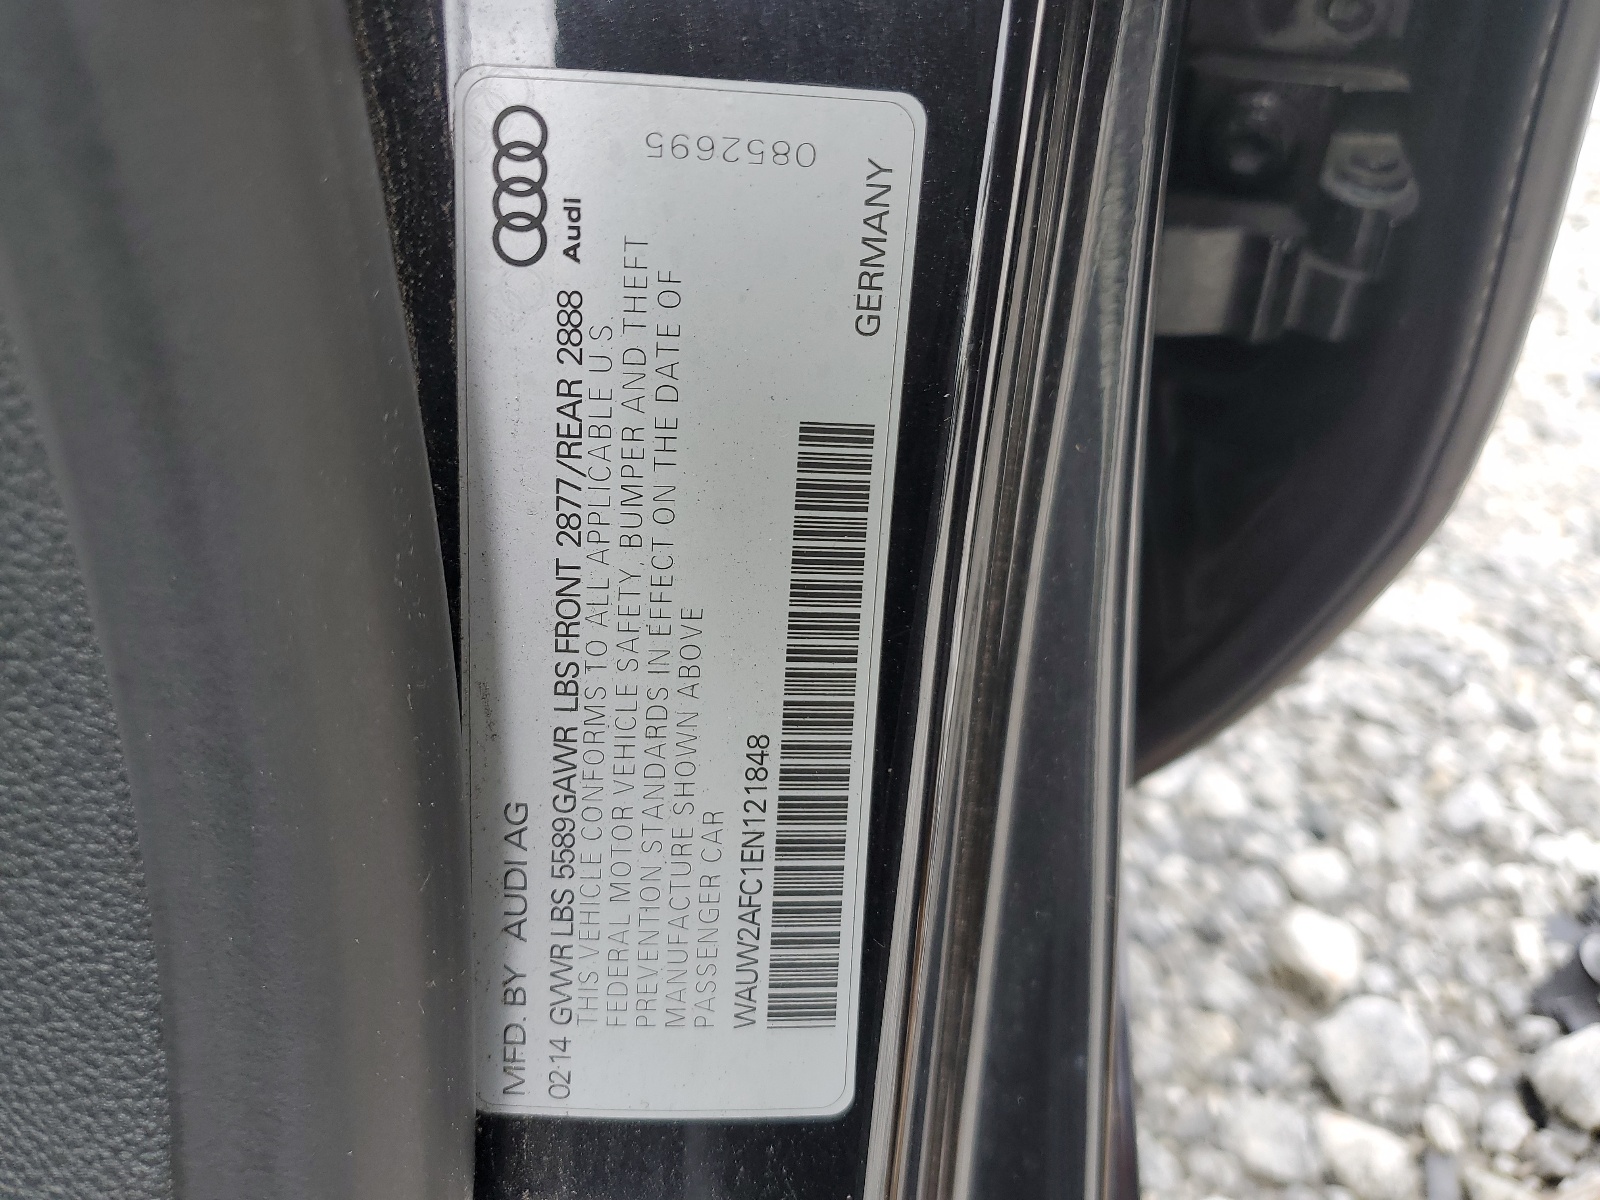 Audi
MFD. BY AUDI AG
02 14 GVWR LBS 5589 GAWR LBS FRONT 2877/REAR 2888
THIS VEHICLE CONFORMS TO ALL APPLICABLE U.S.
FEDERAL MOTOR VEHICLE SAFETY, BUMPER AND THEFT
PREVENTION STANDARDS IN EFFECT ON THE DATE OF
MANUFACTURE SHOWN ABOVE
PASSENGER CAR
WAUW2AFC1EN121848
GERMANY
0852695